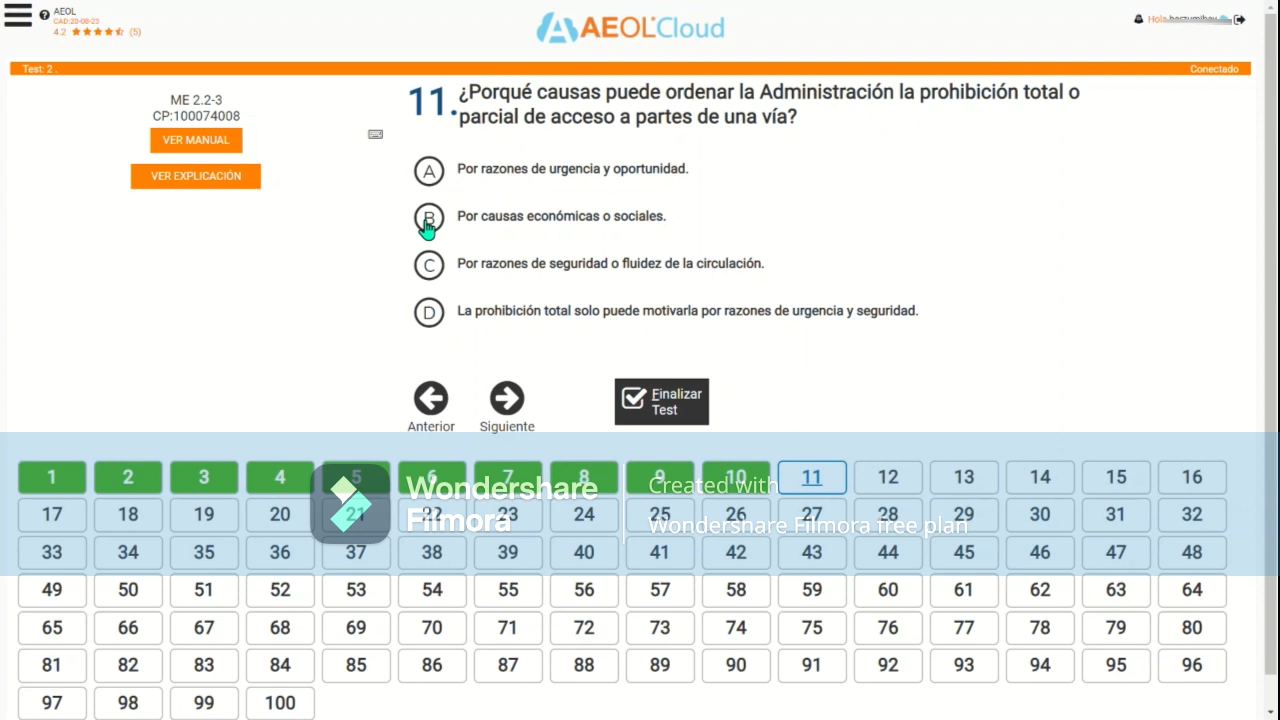 AEOL
CAD:20-08-23
4.2 (5)
AEOL Cloud
Hola
Test: 2 .
Conectado
ME 2.2-3
CP:100074008
VER MANUAL
VER EXPLICACIÓN
11. ¿Porqué causas puede ordenar la Administración la prohibición total o
parcial de acceso a partes de una vía?
A Por razones de urgencia y oportunidad.
B Por causas económicas o sociales.
C Por razones de seguridad o fluidez de la circulación.
D La prohibición total solo puede motivarla por razones de urgencia y seguridad.
Anterior
Siguiente
Finalizar
Test
1 2 3 4 5 6 7 8 9 10 11 12 13 14 15 16
17 18 19 20 21 22 23 24 25 26 27 28 29 30 31 32
33 34 35 36 37 38 39 40 41 42 43 44 45 46 47 48
49 50 51 52 53 54 55 56 57 58 59 60 61 62 63 64
65 66 67 68 69 70 71 72 73 74 75 76 77 78 79 80
81 82 83 84 85 86 87 88 89 90 91 92 93 94 95 96
97 98 99 100
Wondershare
Filmora
Created with
Wondershare Filmora free plan